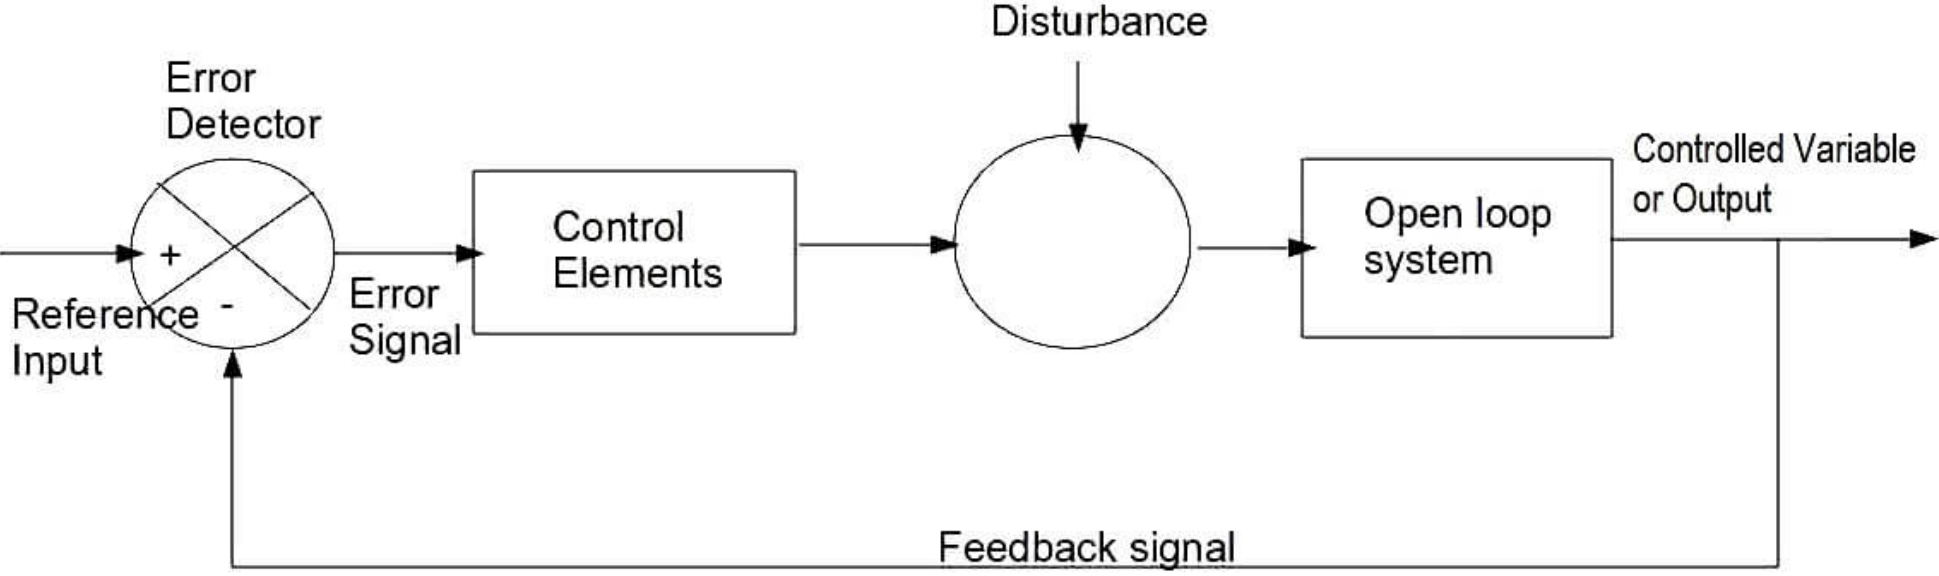 Disturbance
Error
Detector
Controlled Variable
or Output
Control
Elements
Open loop
system
+
-
Reference
Input
Error
Signal
Feedback signal